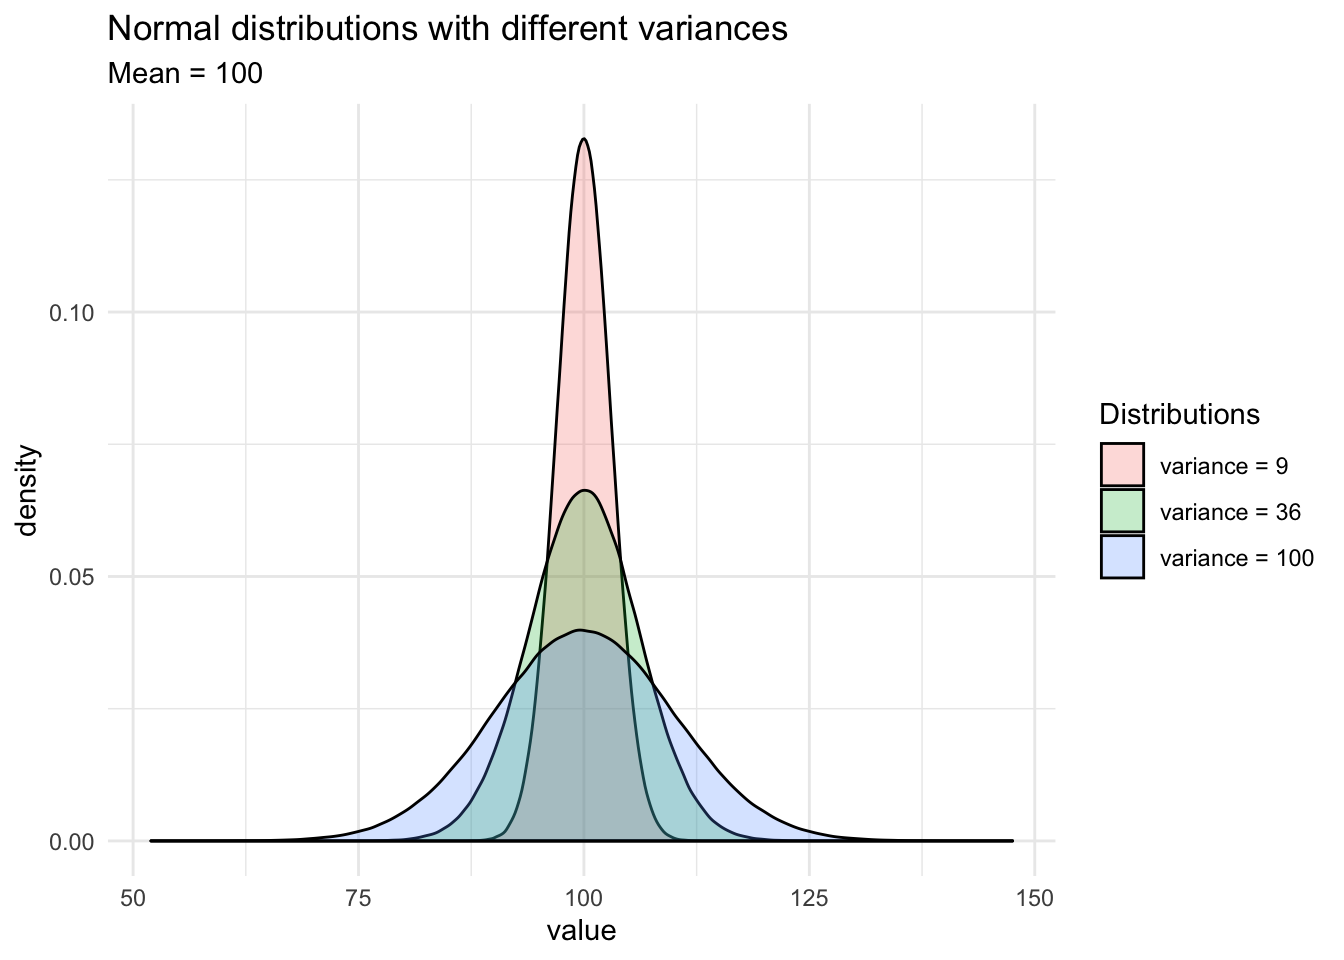 Normal distributions with different variances
Mean = 100
0.10
0.05
0.00
density
50 75 100 125 150
value
Distributions
variance = 9
variance = 36
variance = 100